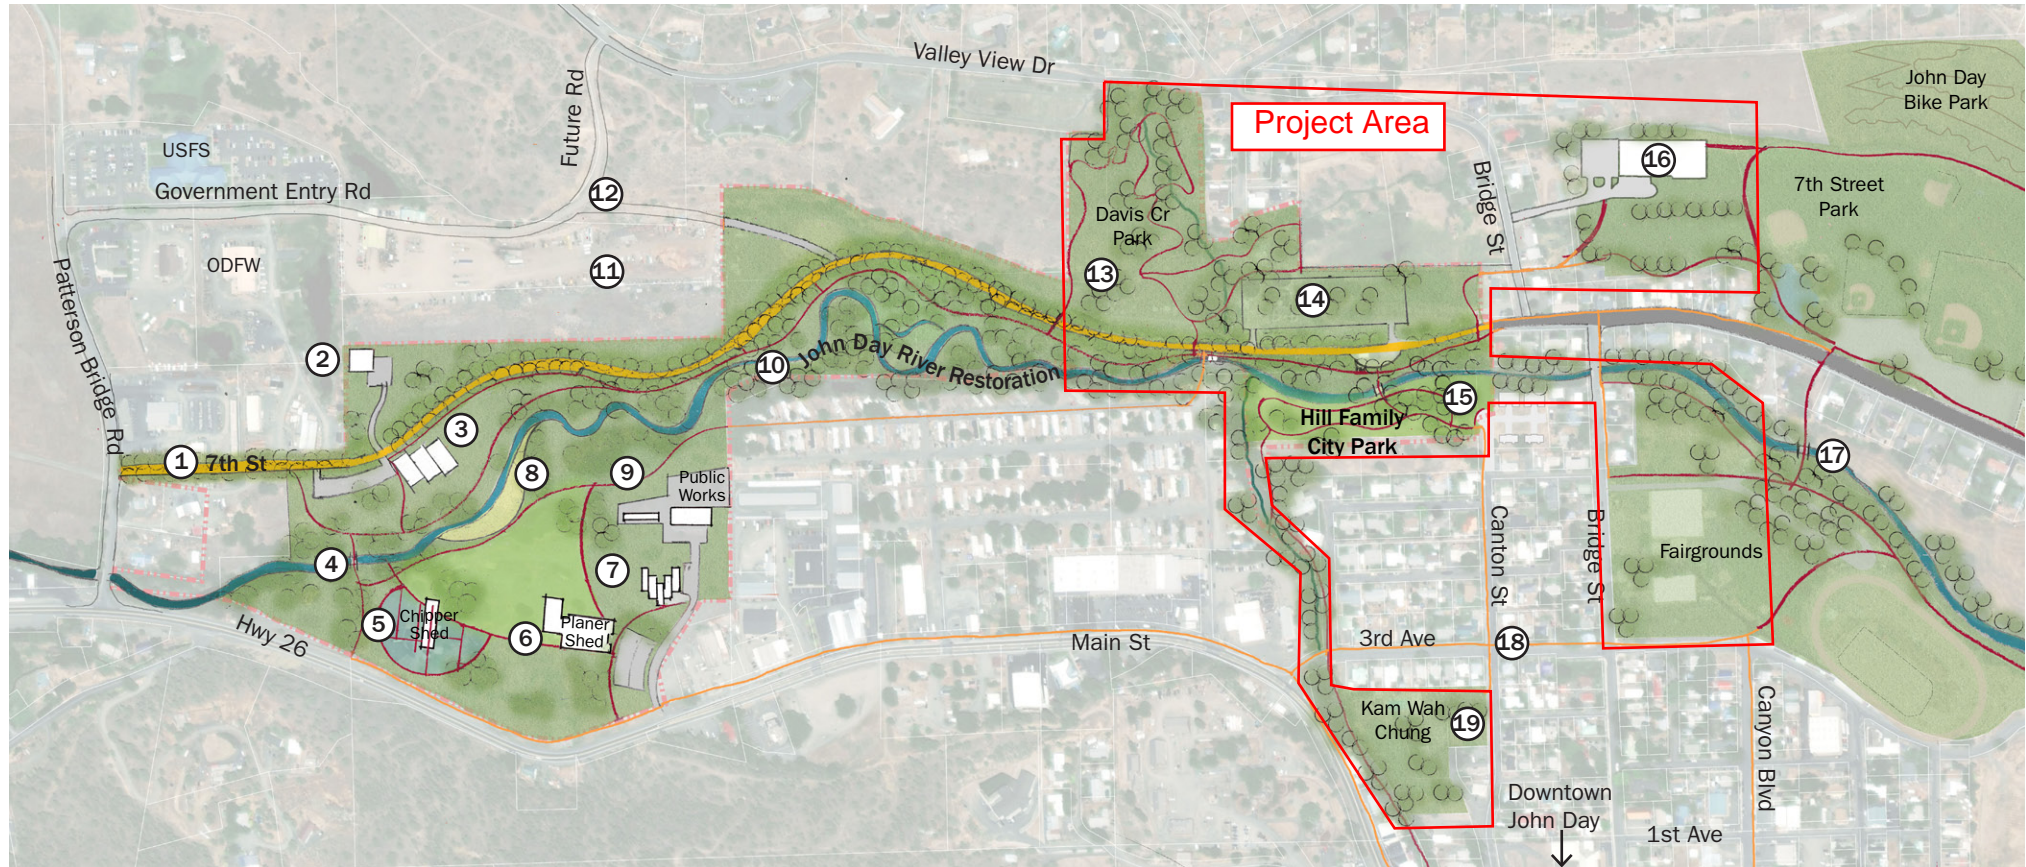 Valley View Dr
John Day
Bike Park
Project Area
Future Rd
USFS
Government Entry Rd
12
Bridge St
16
7th Street
Park
Davis Cr
Park
ODFW
11
13
14
Patterson Bridge Rd
2
10
John Day River Restoration
15
Hill Family
City Park
3
1
7th St
8
9
Public
Works
17
Canton St
Bridge St
Fairgrounds
4
7
5
Chipper
Shed
6
Planer
Shed
Hwy 26
Main St
3rd Ave
18
Kam Wah
Chung
19
Canyon Blvd
Downtown
John Day
1st Ave